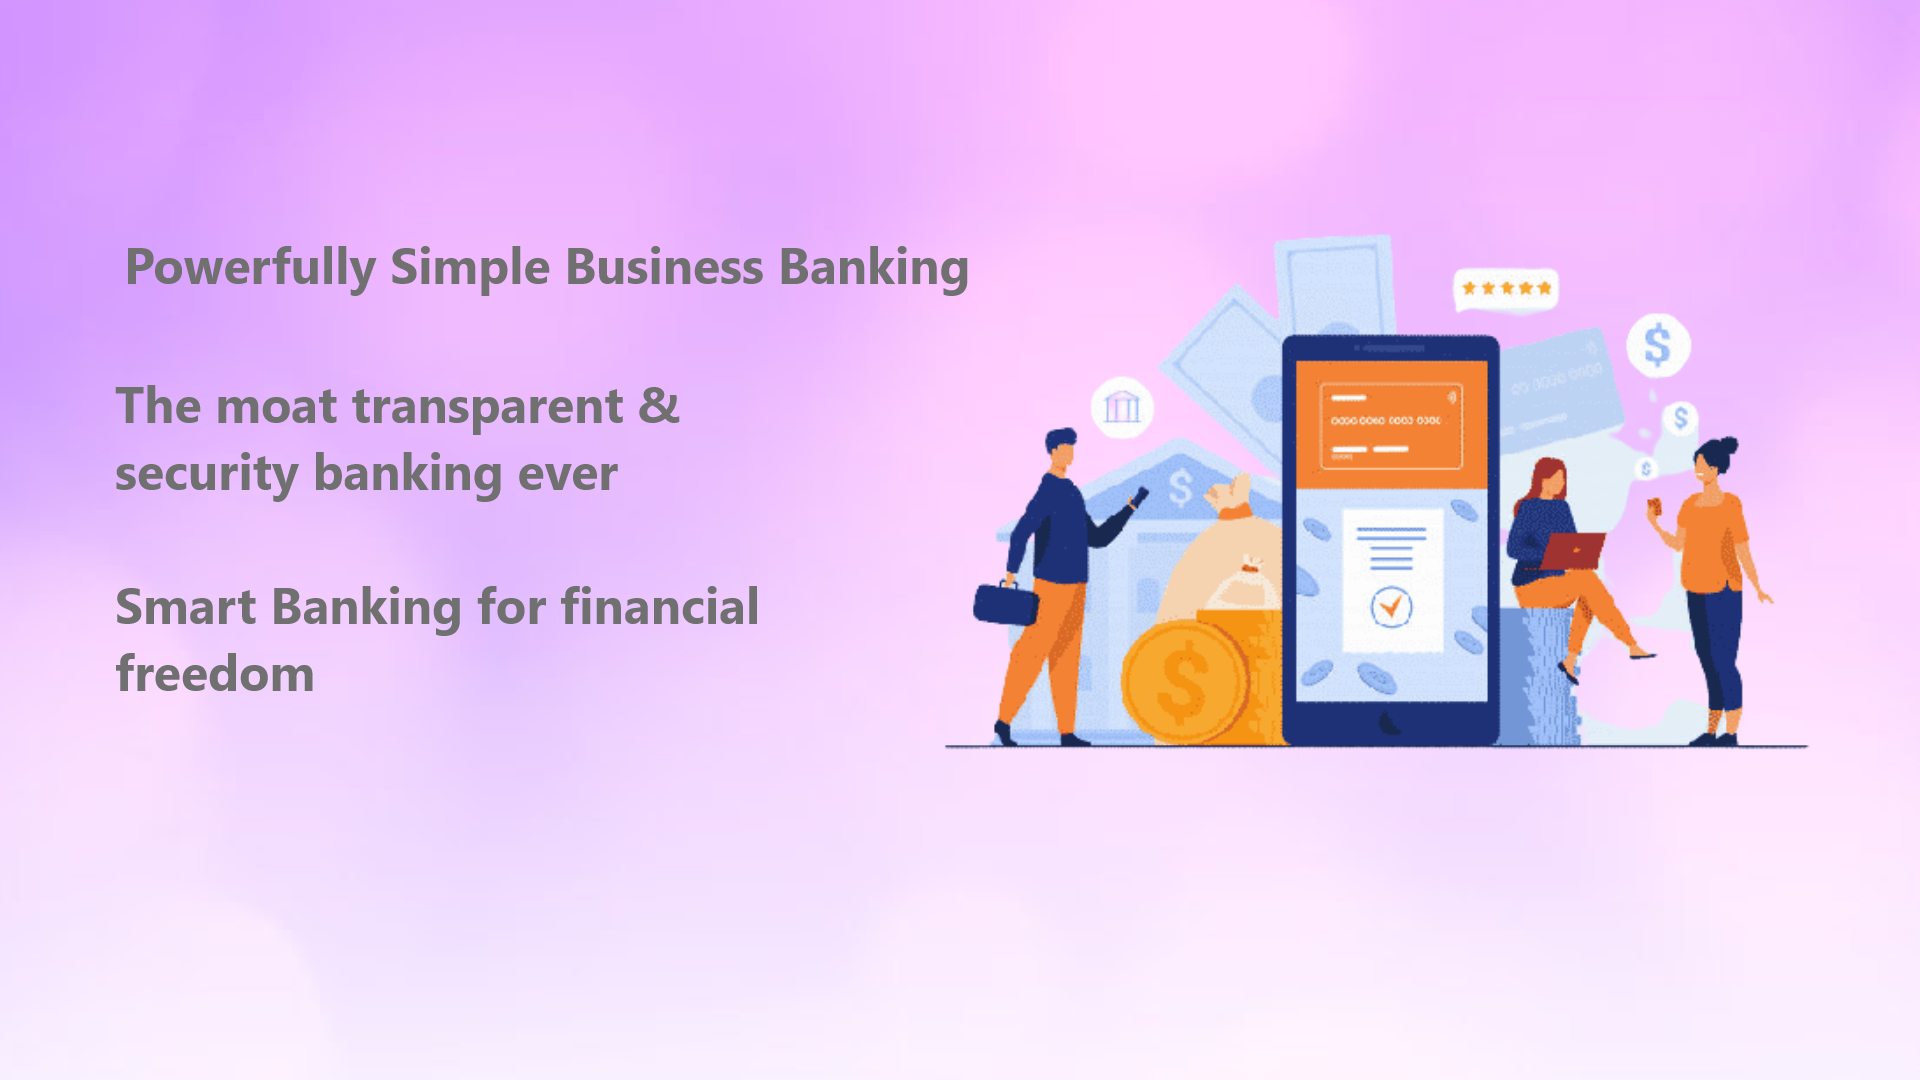 Powerfully Simple Business Banking
The moat transparent &
security banking ever
Smart Banking for financial
freedom
$
$
$
$
$